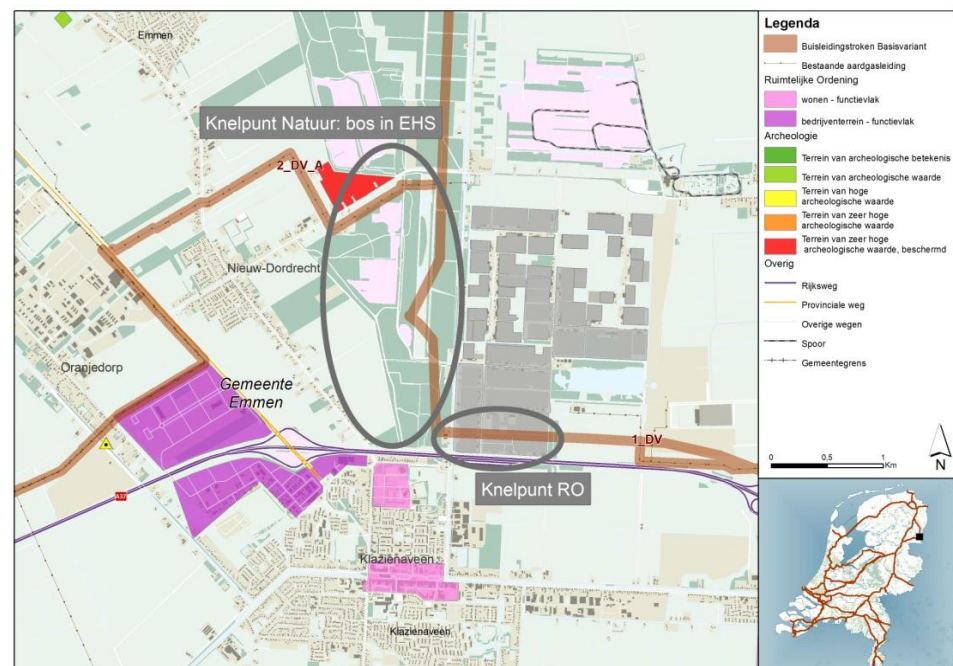 Emmen
Knelpunt Natuur: bos in EHS
2_DV_A
Nieuw-Dordrecht
Oranjedorp
Gemeente
Emmen
1_DV
Knelpunt RO
A37
Klazienaveen
Klazienaveen
Legenda
Buisleidingstroken Basisvariant
Bestaande aardgasleiding
Ruimtelijke Ordening
wonen - functievlak
bedrijventerrein - functievlak
Archeologie
Terrein van archeologische betekenis
Terrein van archeologische waarde
Terrein van hoge
archeologische waarde
Terrein van zeer hoge
archeologische waarde
Terrein van zeer hoge
archeologische waarde, beschermd
Overig
Rijksweg
Provinciale weg
Overige wegen
Spoor
Gemeentegrens
0 0,5 1
Km
N